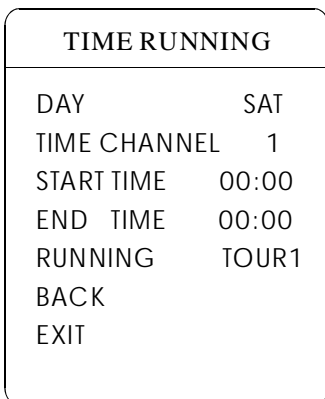 TIME RUNNING
DAY SAT
TIME CHANNEL 1
START TIME 00:00
END TIME 00:00
RUNNING TOUR1
BACK
EXIT